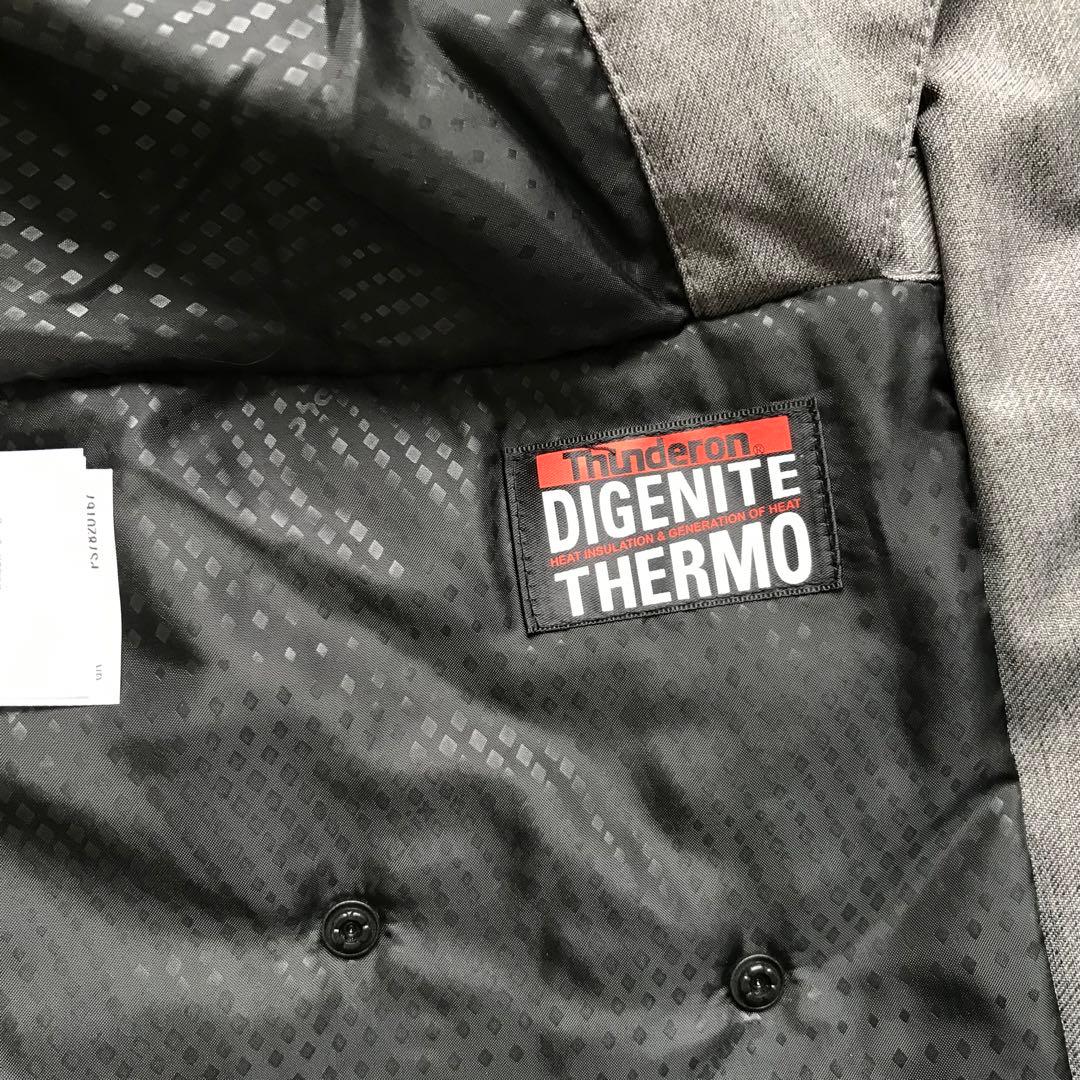 Thunderon®
DIGENITE
HEAT INSULATION & GENERATION OF HEAT
THERMO